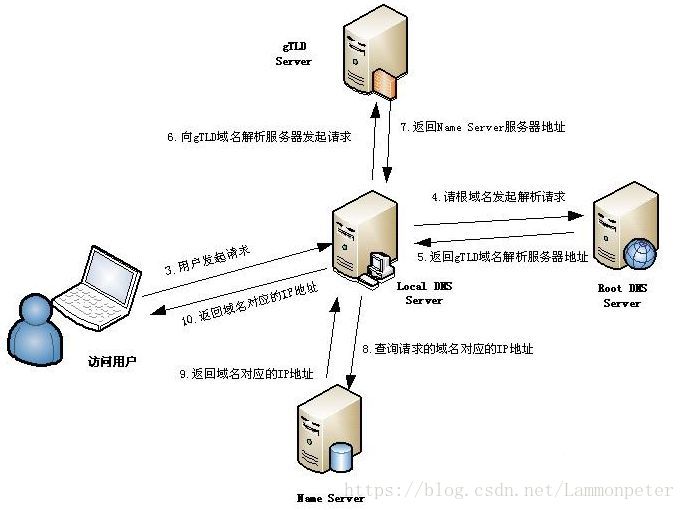 gTLD
Server
6.向gTLD域名解析服务器发起请求
7.返回Name Server服务器地址
4.请根域名发起解析请求
3.用户发起请求
5.返回gTLD域名解析服务器地址
Local DNS
Server
Root DNS
Server
10.返回域名对应的IP地址
访问用户
8.查询请求的域名对应的IP地址
9.返回域名对应的IP地址
Name Server
https://blog.csdn.net/Lammonpeter